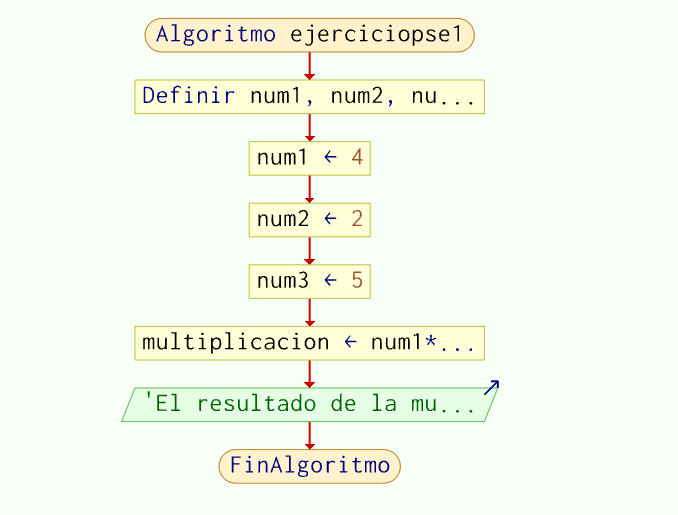 Algoritmo ejerciciopse1
Definir num1, num2, nu...
num1 ← 4
num2 ← 2
num3 ← 5
multiplicacion ← num1*...
'El resultado de la mu...
FinAlgoritmo